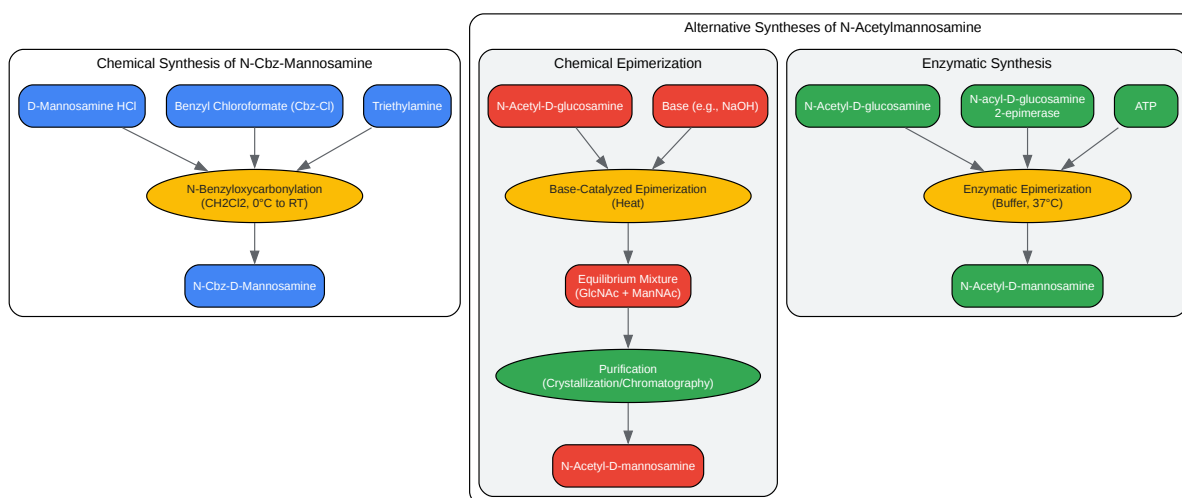 Alternative Syntheses of N-Acetylmannosamine
Chemical Synthesis of N-Cbz-Mannosamine
D-Mannosamine HCl
Benzyl Chloroformate (Cbz-Cl)
Triethylamine
N-Benzyloxycarbonylation
(CH2Cl2, 0°C to RT)
N-Cbz-D-Mannosamine
Chemical Epimerization
N-Acetyl-D-glucosamine
Base (e.g., NaOH)
Base-Catalyzed Epimerization
(Heat)
Equilibrium Mixture
(GlcNAc + ManNAc)
Purification
(Crystallization/Chromatography)
N-Acetyl-D-mannosamine
Enzymatic Synthesis
N-Acetyl-D-glucosamine
N-acyl-D-glucosamine
2-epimerase
ATP
Enzymatic Epimerization
(Buffer, 37°C)
N-Acetyl-D-mannosamine